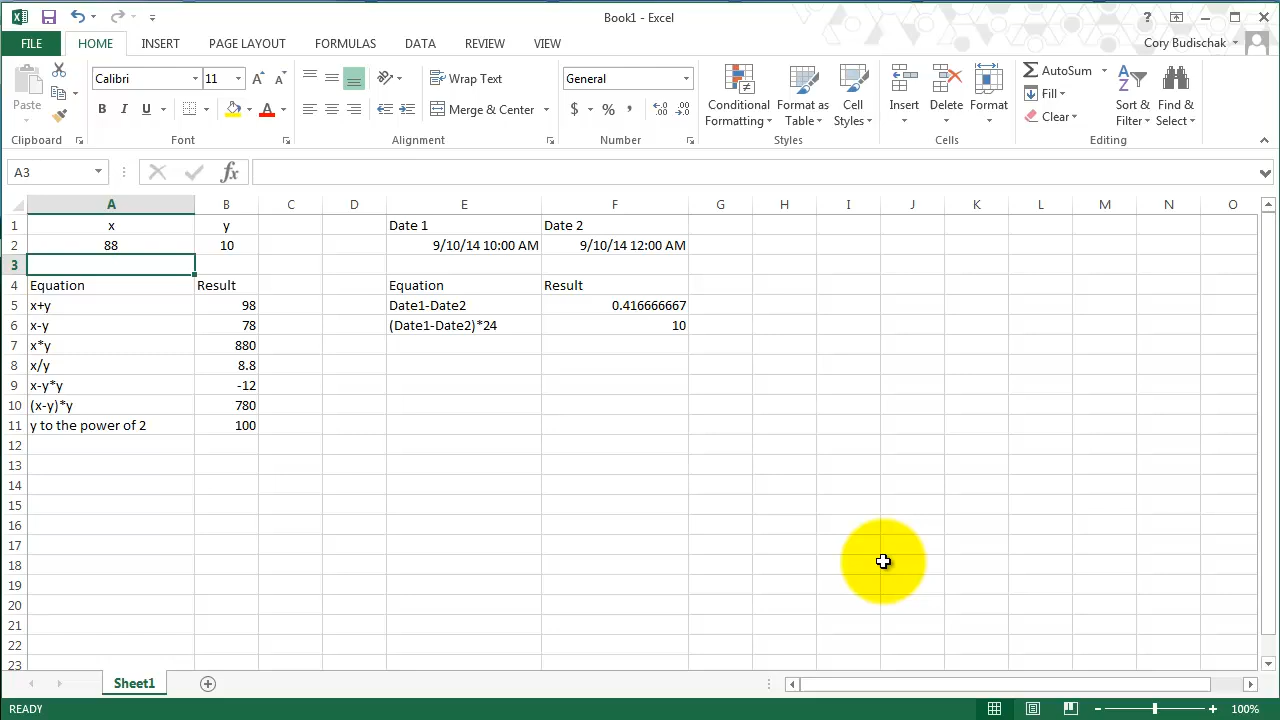 Book1 - Excel
?
FILE HOME INSERT PAGE LAYOUT FORMULAS DATA REVIEW VIEW Cory Budischak
Paste Calibri 11 Wrap Text General Conditional Formatting Format as Table Cell Styles Insert Delete Format AutoSum Fill Clear Sort & Filter Find & Select
B I U A Merge & Center $ % ,
Clipboard Font Alignment Number Styles Cells Editing
A3 fx
A B C D E F G H I J K L M N O
1 x y Date 1 Date 2
2 88 10 9/10/14 10:00 AM 9/10/14 12:00 AM
3
4 Equation Result Equation Result
5 x+y 98 Date1-Date2 0.416666667
6 x-y 78 (Date1-Date2)*24 10
7 x*y 880
8 x/y 8.8
9 x-y*y -12
10 (x-y)*y 780
11 y to the power of 2 100
12
13
14
15
16
17
18
19
20
21
22
23
Sheet1
READY 100%